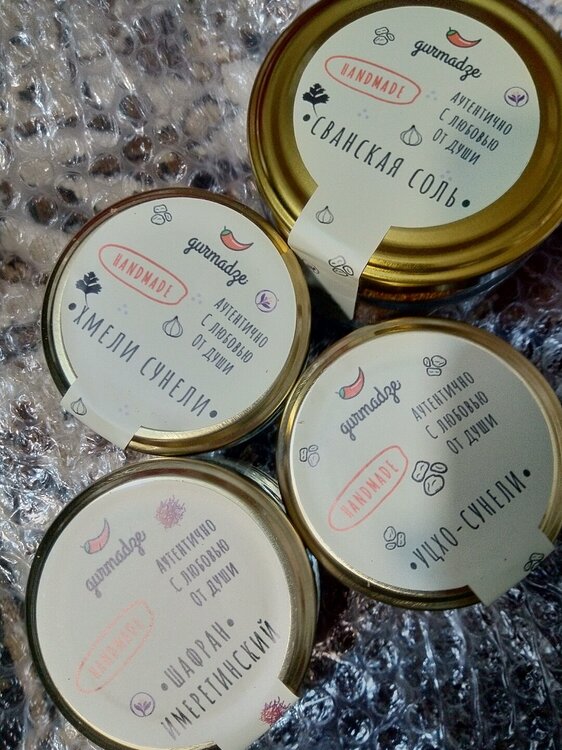 gurmadze
HANDMADE
АУТЕНТИЧНО
С ЛЮБОВЬЮ
ОТ ДУШИ
•СВАНСКАЯ СОЛЬ•
gurmadze
HANDMADE
АУТЕНТИЧНО
С ЛЮБОВЬЮ
ОТ ДУШИ
•ХМЕЛИ СУНЕЛИ•
gurmadze
HANDMADE
АУТЕНТИЧНО
С ЛЮБОВЬЮ
ОТ ДУШИ
•УЦХО-СУНЕЛИ•
gurmadze
HANDMADE
АУТЕНТИЧНО
С ЛЮБОВЬЮ
ОТ ДУШИ
•ШАФРАН•
ИМЕРЕТИНСКИЙ